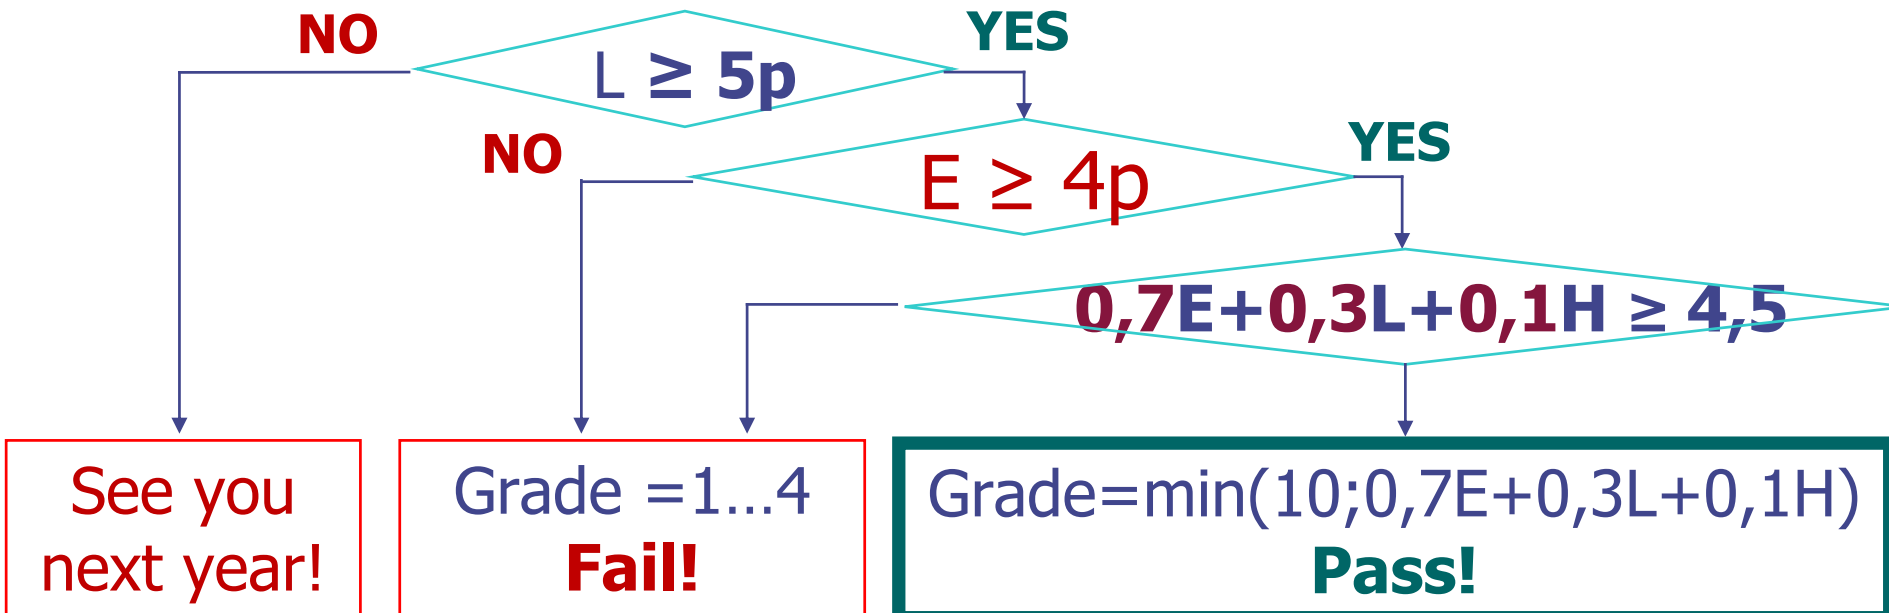 NO
YES
L ≥ 5p
NO
YES
E ≥ 4p
0,7E+0,3L+0,1H ≥ 4,5
See you
next year!
Grade =1...4
Fail!
Grade=min(10;0,7E+0,3L+0,1H)
Pass!